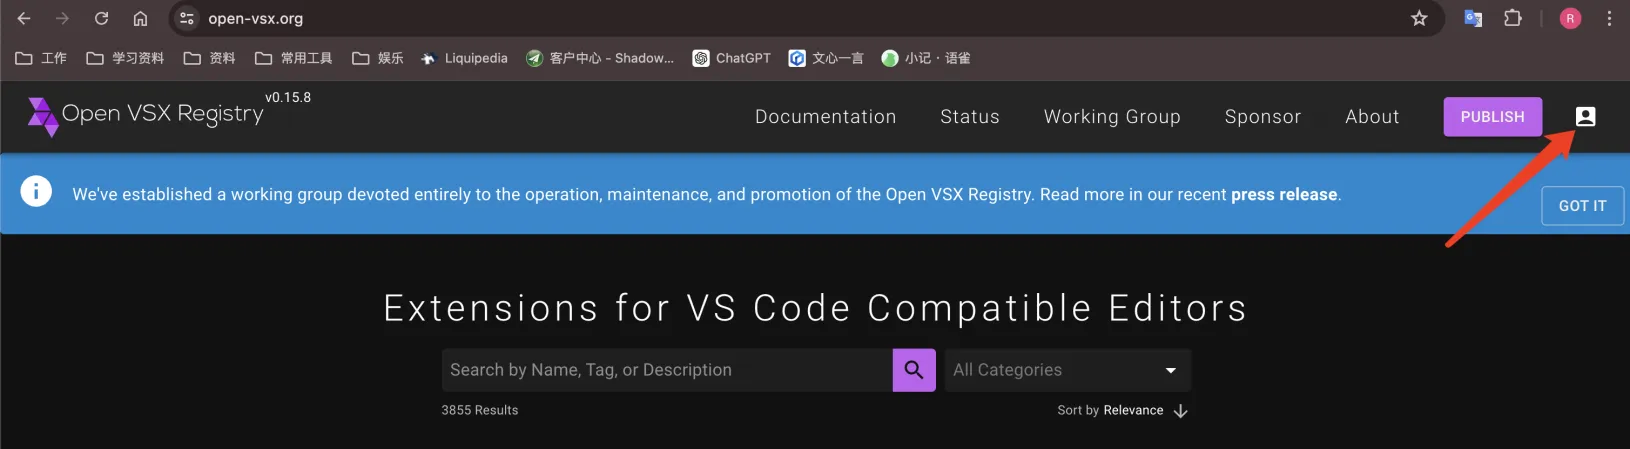 open-vsx.org
R
工作 学习资料 资料 常用工具 娱乐 Liquipedia 客户中心 - Shadow... ChatGPT 文心一言 小记 · 语雀
Open VSX Registry v0.15.8 Documentation Status Working Group Sponsor About PUBLISH
We've established a working group devoted entirely to the operation, maintenance, and promotion of the Open VSX Registry. Read more in our recent press release.
GOT IT
Extensions for VS Code Compatible Editors
Search by Name, Tag, or Description All Categories
3855 Results Sort by Relevance